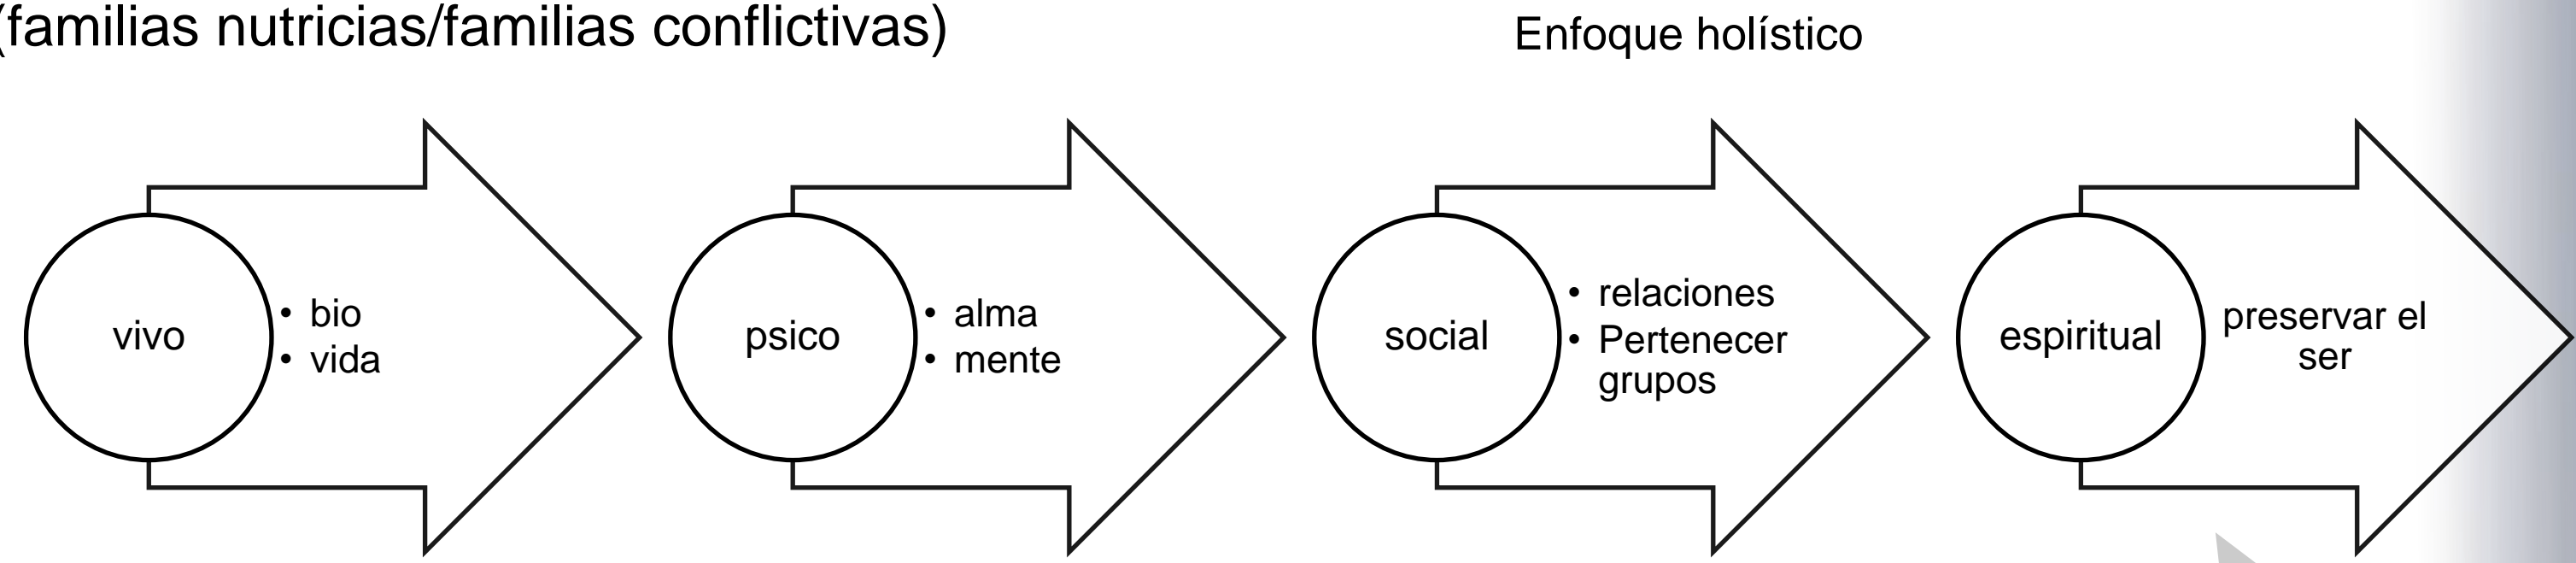 (familias nutricias/familias conflictivas)
Enfoque holístico
vivo
• bio
• vida
psico
• alma
• mente
social
• relaciones
• Pertenecer
grupos
espiritual
preservar el
ser